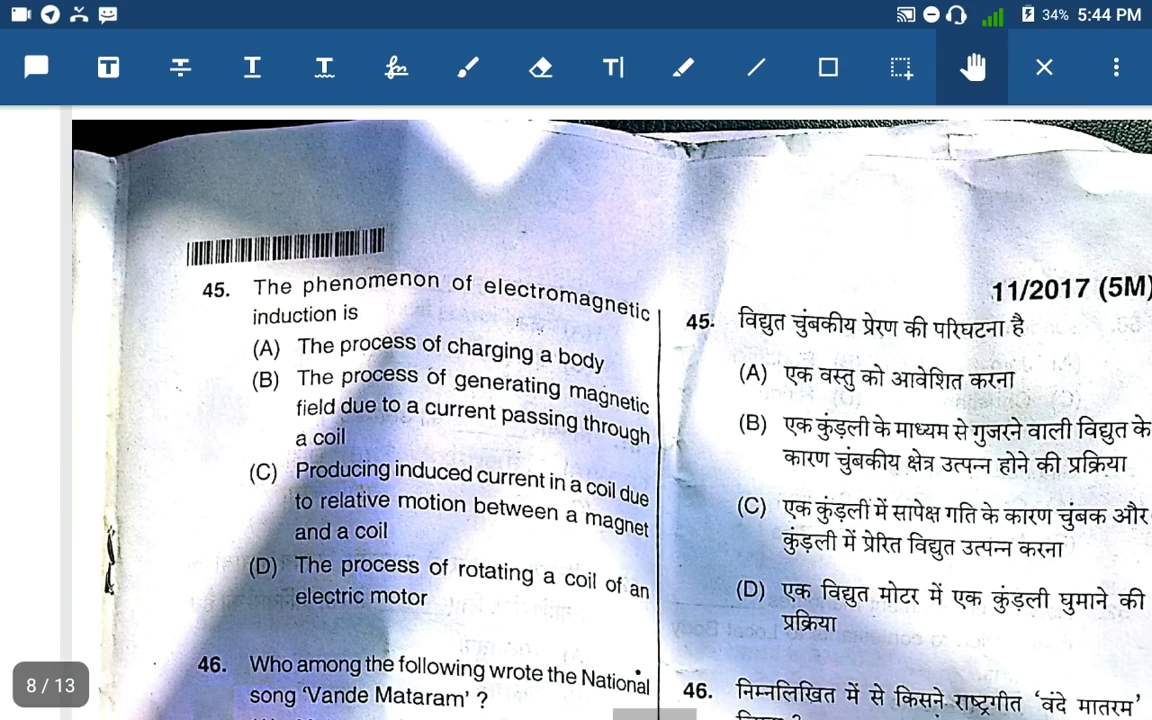 34% 5:44 PM
T T T T T|
45. The phenomenon of electromagnetic
induction is
(A) The process of charging a body
(B) The process of generating magnetic
field due to a current passing through
a coil
(C) Producing induced current in a coil due
to relative motion between a magnet
and a coil
(D) The process of rotating a coil of an
electric motor
46. Who among the following wrote the National
song ‘Vande Mataram’ ?
11/2017 (5M)
45. विद्युत चुंबकीय प्रेरण की परिघटना है
(A) एक वस्तु को आवेशित करना
(B) एक कुंड़ली के माध्यम से गुजरने वाली विद्युत के
कारण चुंबकीय क्षेत्र उत्पन्न होने की प्रक्रिया
(C) एक कुंड़ली में सापेक्ष गति के कारण चुंबक और
कुंड़ली में प्रेरित विद्युत उत्पन्न करना
(D) एक विद्युत मोटर में एक कुंड़ली घुमाने की
प्रक्रिया
46. निम्नलिखित में से किसने राष्ट्रगीत ‘वंदे मातरम’
8 / 13